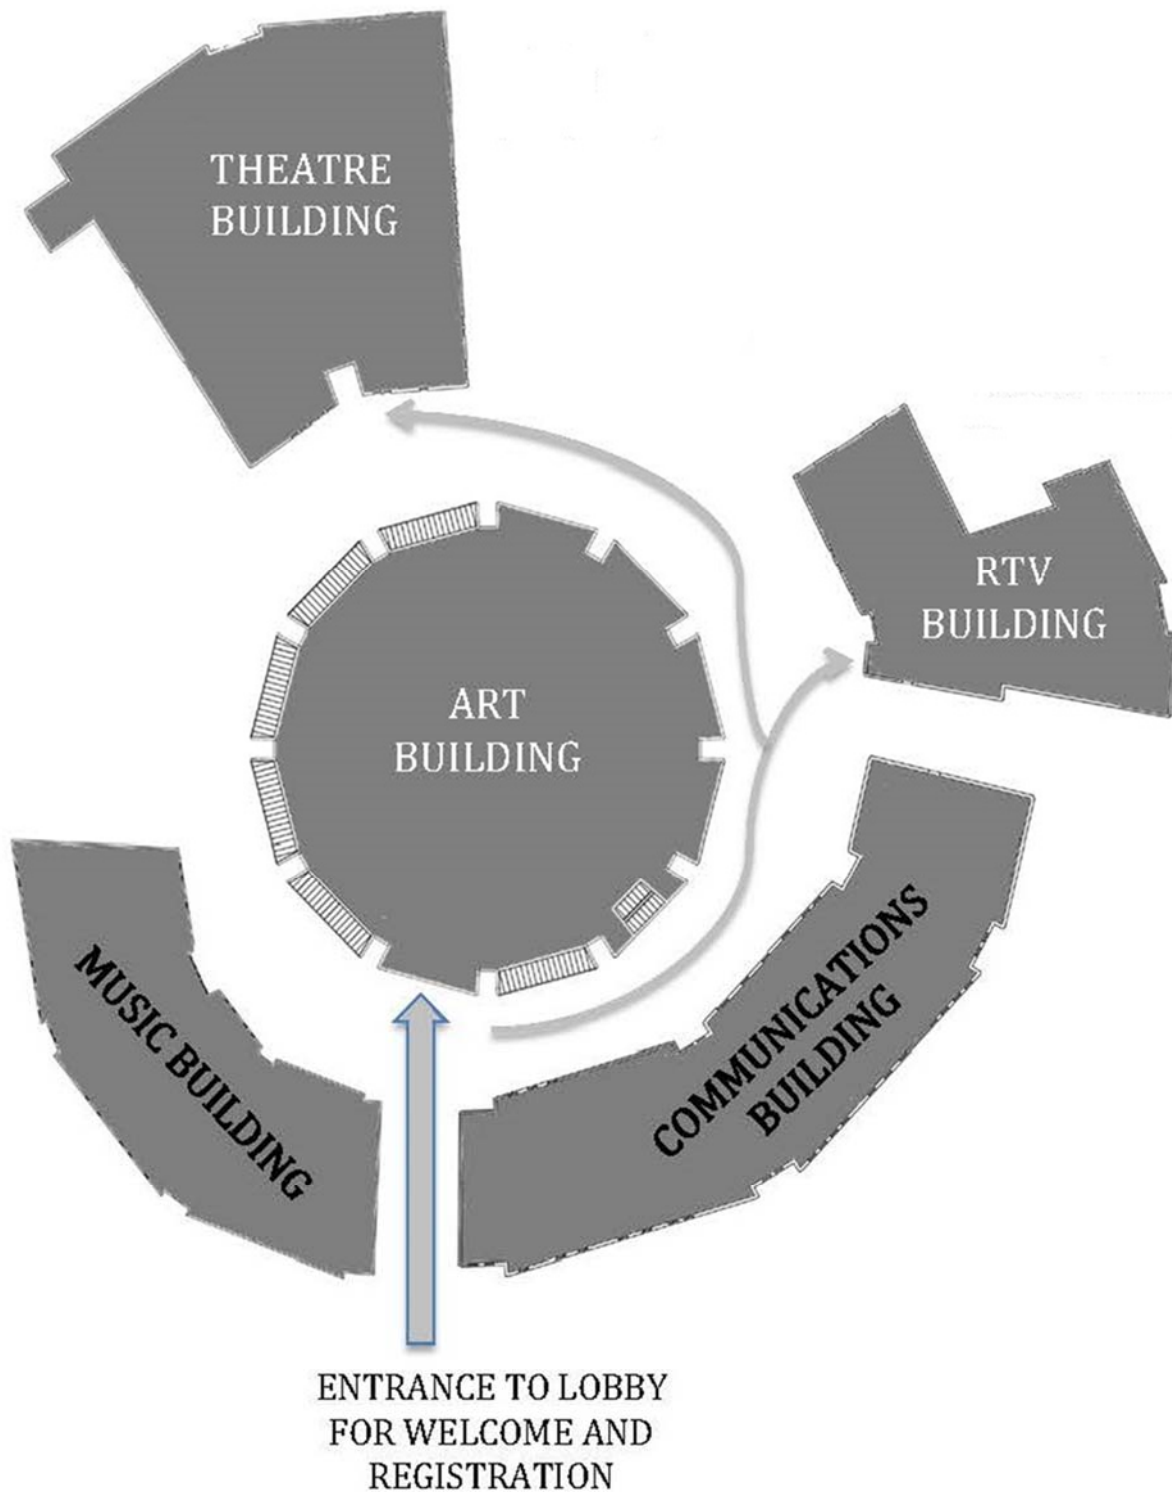 THEATRE
BUILDING
RTV
BUILDING
ART
BUILDING
MUSIC BUILDING
COMMUNICATIONS
BUILDING
ENTRANCE TO LOBBY
FOR WELCOME AND
REGISTRATION